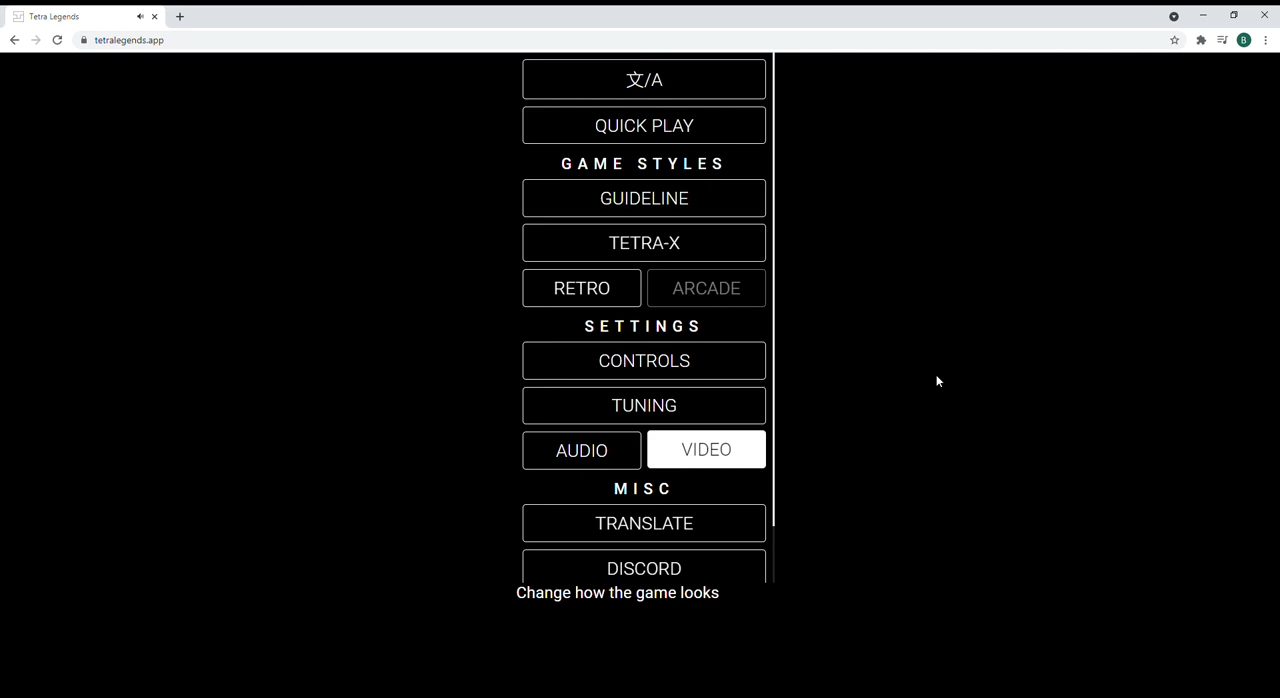 Tetra Legends
tetralegends.app
B
文/A
QUICK PLAY
GAME STYLES
GUIDELINE
TETRA-X
RETRO ARCADE
SETTINGS
CONTROLS
TUNING
AUDIO VIDEO
MISC
TRANSLATE
DISCORD
Change how the game looks